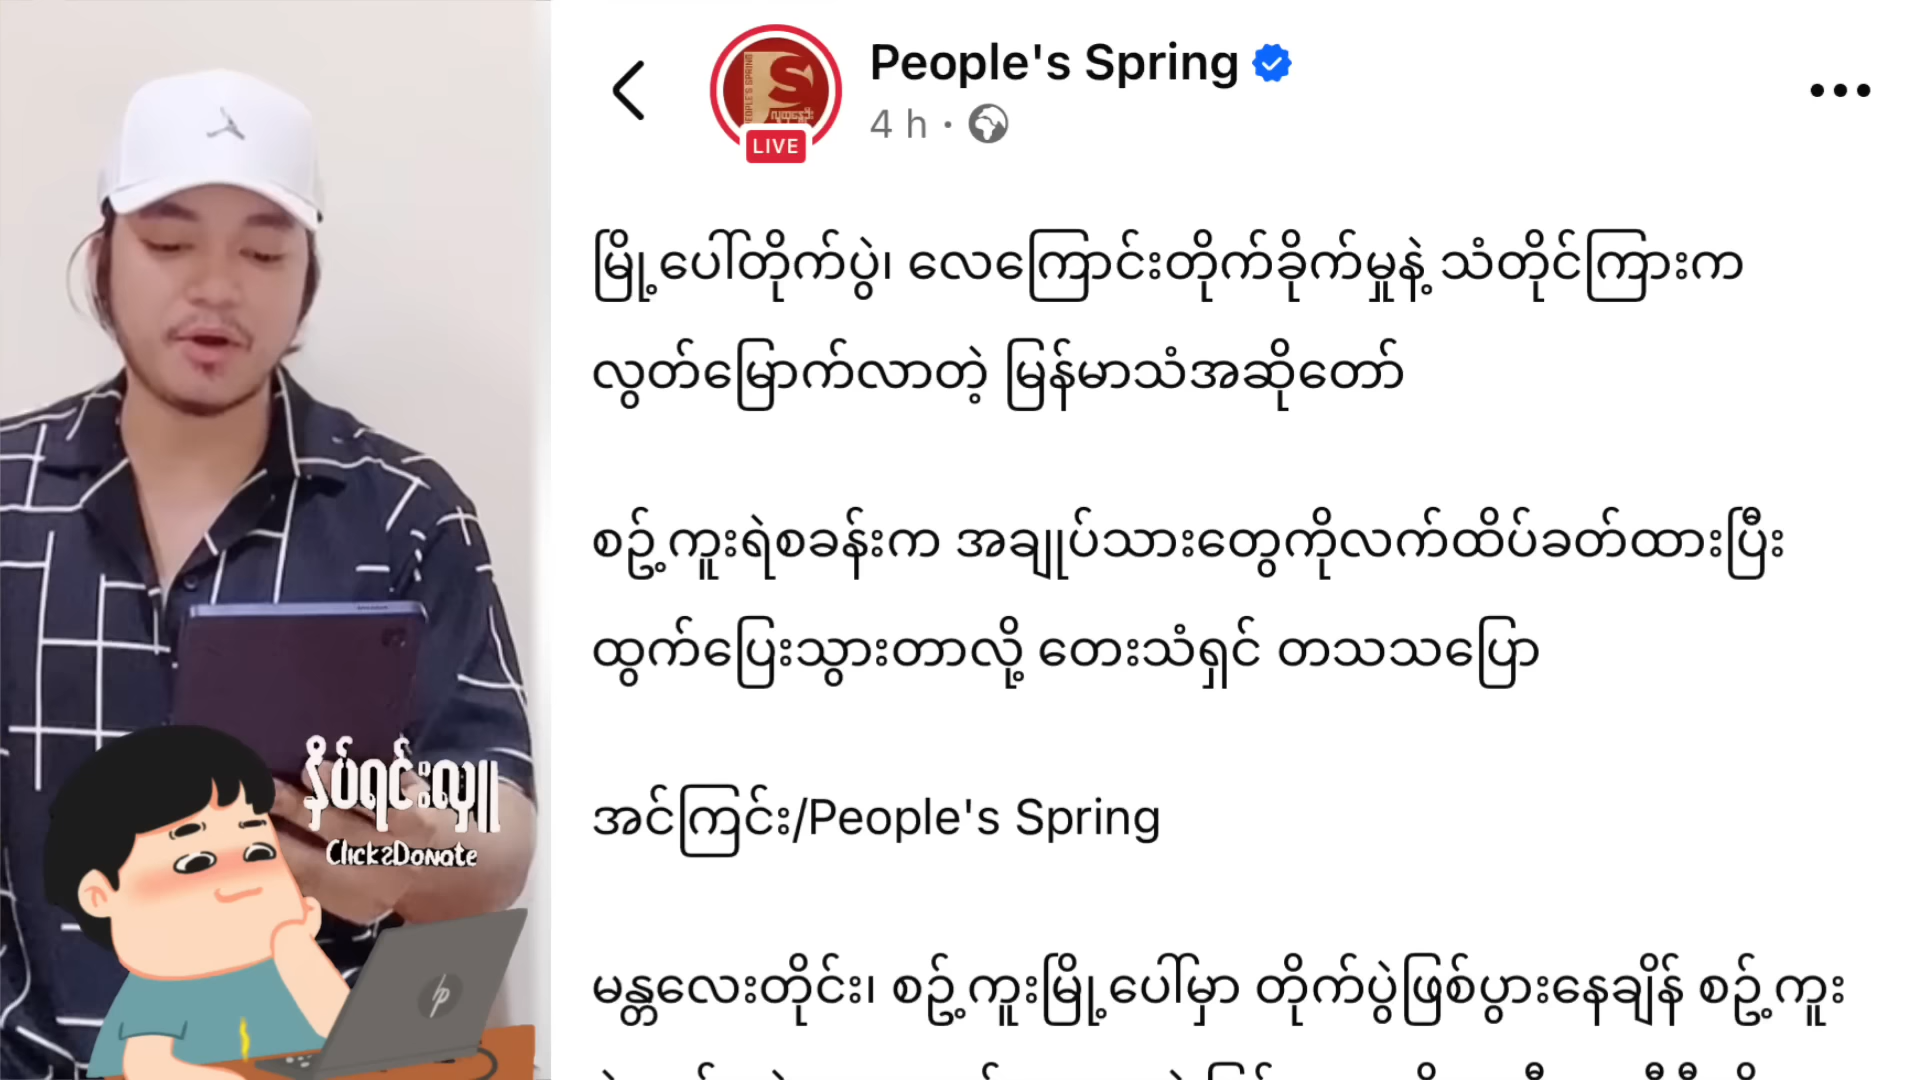 People's Spring
4 h
LIVE
မြို့ပေါ်တိုက်ပွဲ၊ လေကြောင်းတိုက်ခိုက်မှုနဲ့ သံတိုင်ကြားက
လွတ်မြောက်လာတဲ့ မြန်မာသံအဆိုတော်
စဉ့်ကူးရဲစခန်းက အချုပ်သားတွေကိုလက်ထိပ်ခတ်ထားပြီး
ထွက်ပြေးသွားတာလို့ တေးသံရှင် တသသပြော
အင်ကြင်း/People's Spring
မန္တလေးတိုင်း၊ စဉ့်ကူးမြို့ပေါ်မှာ တိုက်ပွဲဖြစ်ပွားနေချိန် စဉ့်ကူး
နှိပ်ရင်းလှူ
Click2Donate
hp